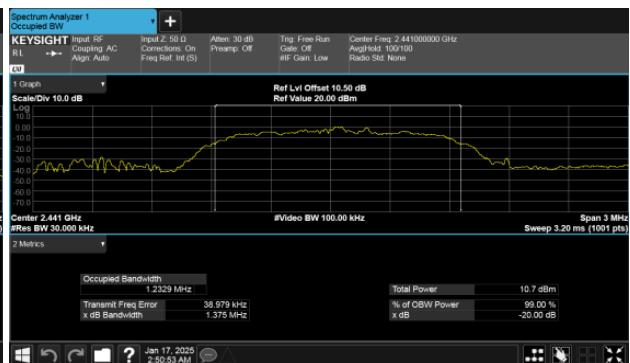 Spectrum Analyzer 1
Occupied BW
KEYSIGHT Input: RF Input Z: 50 Ω Atten: 30 dB Trig: Free Run Center Freq: 2.441000000 GHz
R L Coupling: AC Corrections: On Preamp: Off Gate: Off Avg|Hold: 100/100
Align: Auto Freq Ref: Int (S) #IF Gain: Low Radio Std: None
LXI
1 Graph
Ref Lvl Offset 10.50 dB
Scale/Div 10.0 dB Ref Value 20.00 dBm
Log
10.0
0.00
-10.0
-20.0
-30.0
-40.0
-50.0
-60.0
-70.0
Center 2.441 GHz #Video BW 100.00 kHz Span 3 MHz
#Res BW 30.000 kHz Sweep 3.20 ms (1001 pts)
2 Metrics
Occupied Bandwidth
1.2329 MHz Total Power 10.7 dBm
Transmit Freq Error 38.979 kHz % of OBW Power 99.00 %
x dB Bandwidth 1.375 MHz x dB -20.00 dB
? Jan 17, 2025
2:50:53 AM